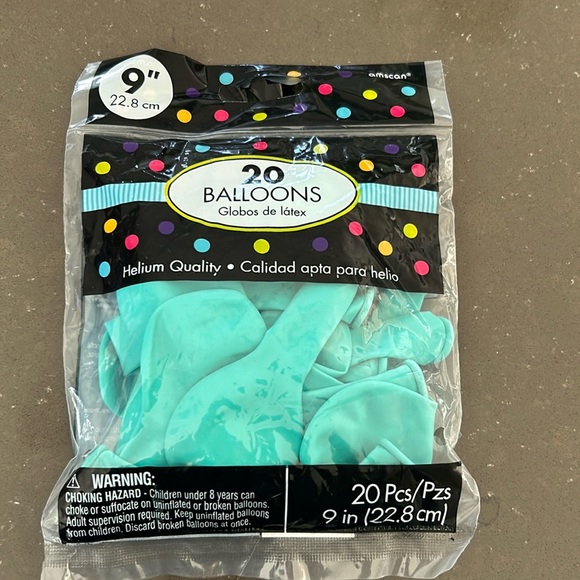 9"
22.8 cm
amscan®
20
BALLOONS
Globos de látex
Helium Quality • Calidad apta para helio
WARNING:
CHOKING HAZARD - Children under 8 years can
choke or suffocate on uninflated or broken balloons.
Adult supervision required. Keep uninflated balloons
from children. Discard broken balloons at once.
20 Pcs/Pzs
9 in (22.8 cm)